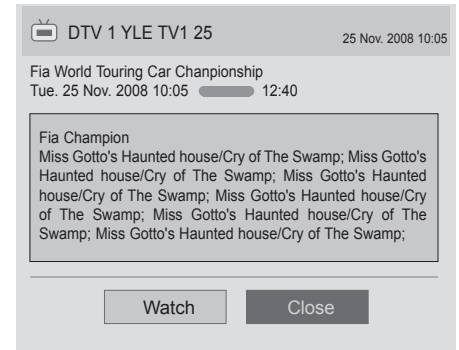 DTV 1 YLE TV1 25
25 Nov. 2008 10:05
Fia World Touring Car Chanpionship
Tue. 25 Nov. 2008 10:05 12:40
Fia Champion
Miss Gotto's Haunted house/Cry of The Swamp; Miss Gotto's
Haunted house/Cry of The Swamp; Miss Gotto's Haunted
house/Cry of The Swamp; Miss Gotto's Haunted house/Cry
of The Swamp; Miss Gotto's Haunted house/Cry of The
Swamp; Miss Gotto's Haunted house/Cry of The Swamp;
Watch Close